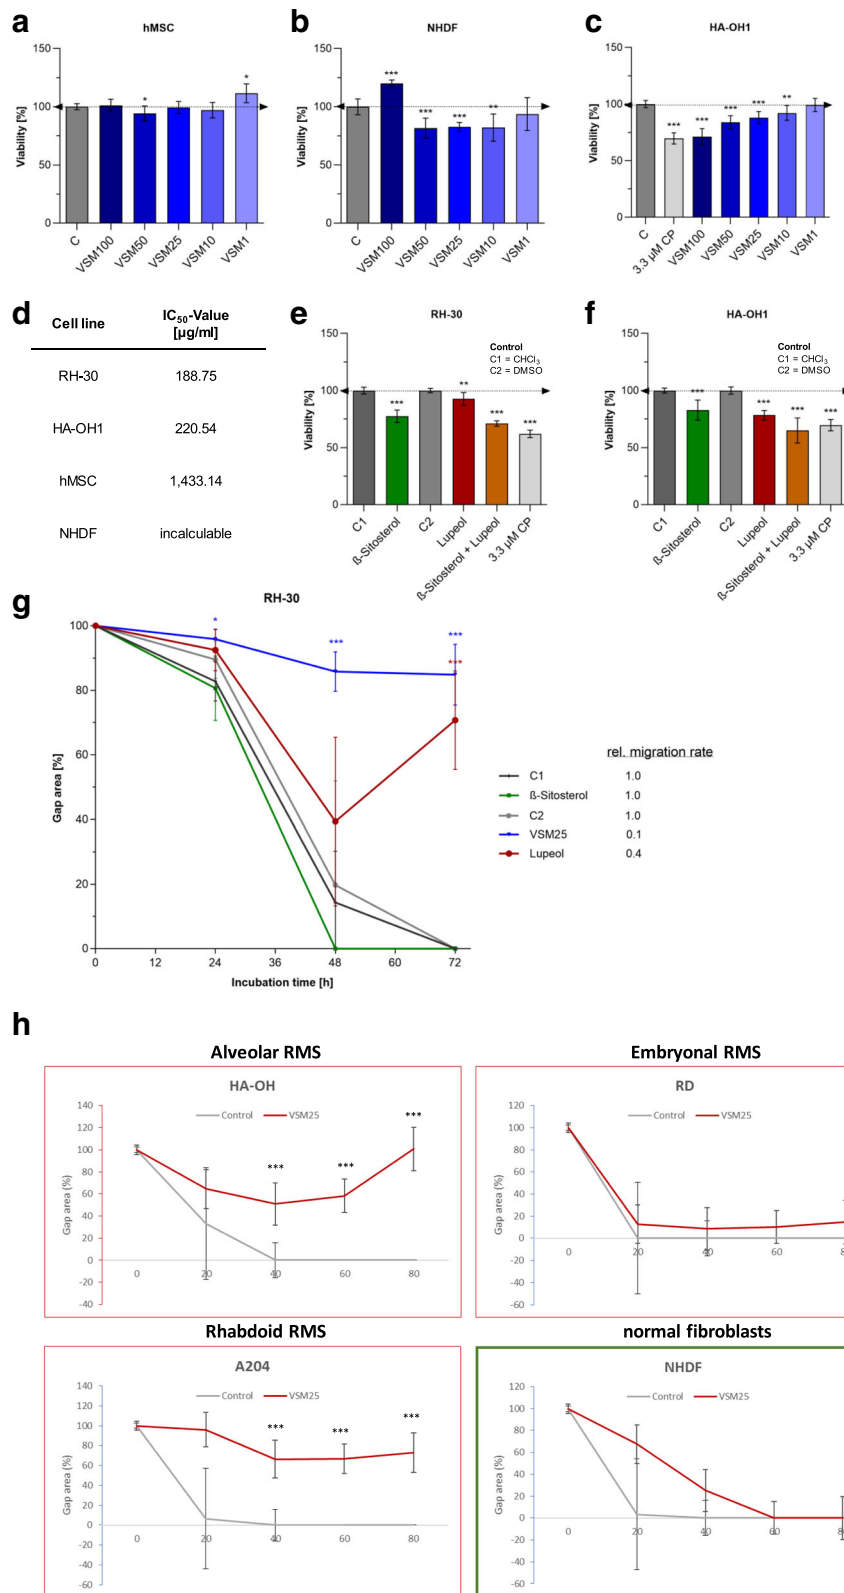 a
hMSC
Viability [%]
150
100
50
0
C
VSM100
VSM50
VSM25
VSM10
VSM1
*
*
b
NHDF
Viability [%]
150
100
50
0
C
VSM100
VSM50
VSM25
VSM10
VSM1
***
***
***
**
c
HA-OH1
Viability [%]
150
100
50
0
C
3.3 µM CP
VSM100
VSM50
VSM25
VSM10
VSM1
***
***
***
***
**
d
Cell line IC50-Value [µg/ml]
RH-30 188.75
HA-OH1 220.54
hMSC 1,433.14
NHDF incalculable
e
RH-30
Control
C1 = CHCl3
C2 = DMSO
Viability [%]
150
100
50
0
C1
ß-Sitosterol
C2
Lupeol
ß-Sitosterol + Lupeol
3.3 µM CP
***
**
***
***
f
HA-OH1
Control
C1 = CHCl3
C2 = DMSO
Viability [%]
150
100
50
0
C1
ß-Sitosterol
C2
Lupeol
ß-Sitosterol + Lupeol
3.3 µM CP
***
***
***
***
g
RH-30
Gap area [%]
100
80
60
40
20
0
0 12 24 36 48 60 72
Incubation time [h]
*
***
***
***
rel. migration rate
C1 1.0
ß-Sitosterol 1.0
C2 1.0
VSM25 0.1
Lupeol 0.4
h
Alveolar RMS
HA-OH
Control VSM25
Gap area (%)
140
120
100
80
60
40
20
0
-20
-40
0 20 40 60 80
***
***
***
Embryonal RMS
RD
Control VSM25
Gap area (%)
120
100
80
60
40
20
0
-20
-40
-60
0 20 40 60 80
Rhabdoid RMS
A204
Control VSM25
Gap area (%)
140
120
100
80
60
40
20
0
-20
-40
-60
0 20 40 60 80
***
***
***
normal fibroblasts
NHDF
Control VSM25
Gap area (%)
120
100
80
60
40
20
0
-20
-40
-60
0 20 40 60 80